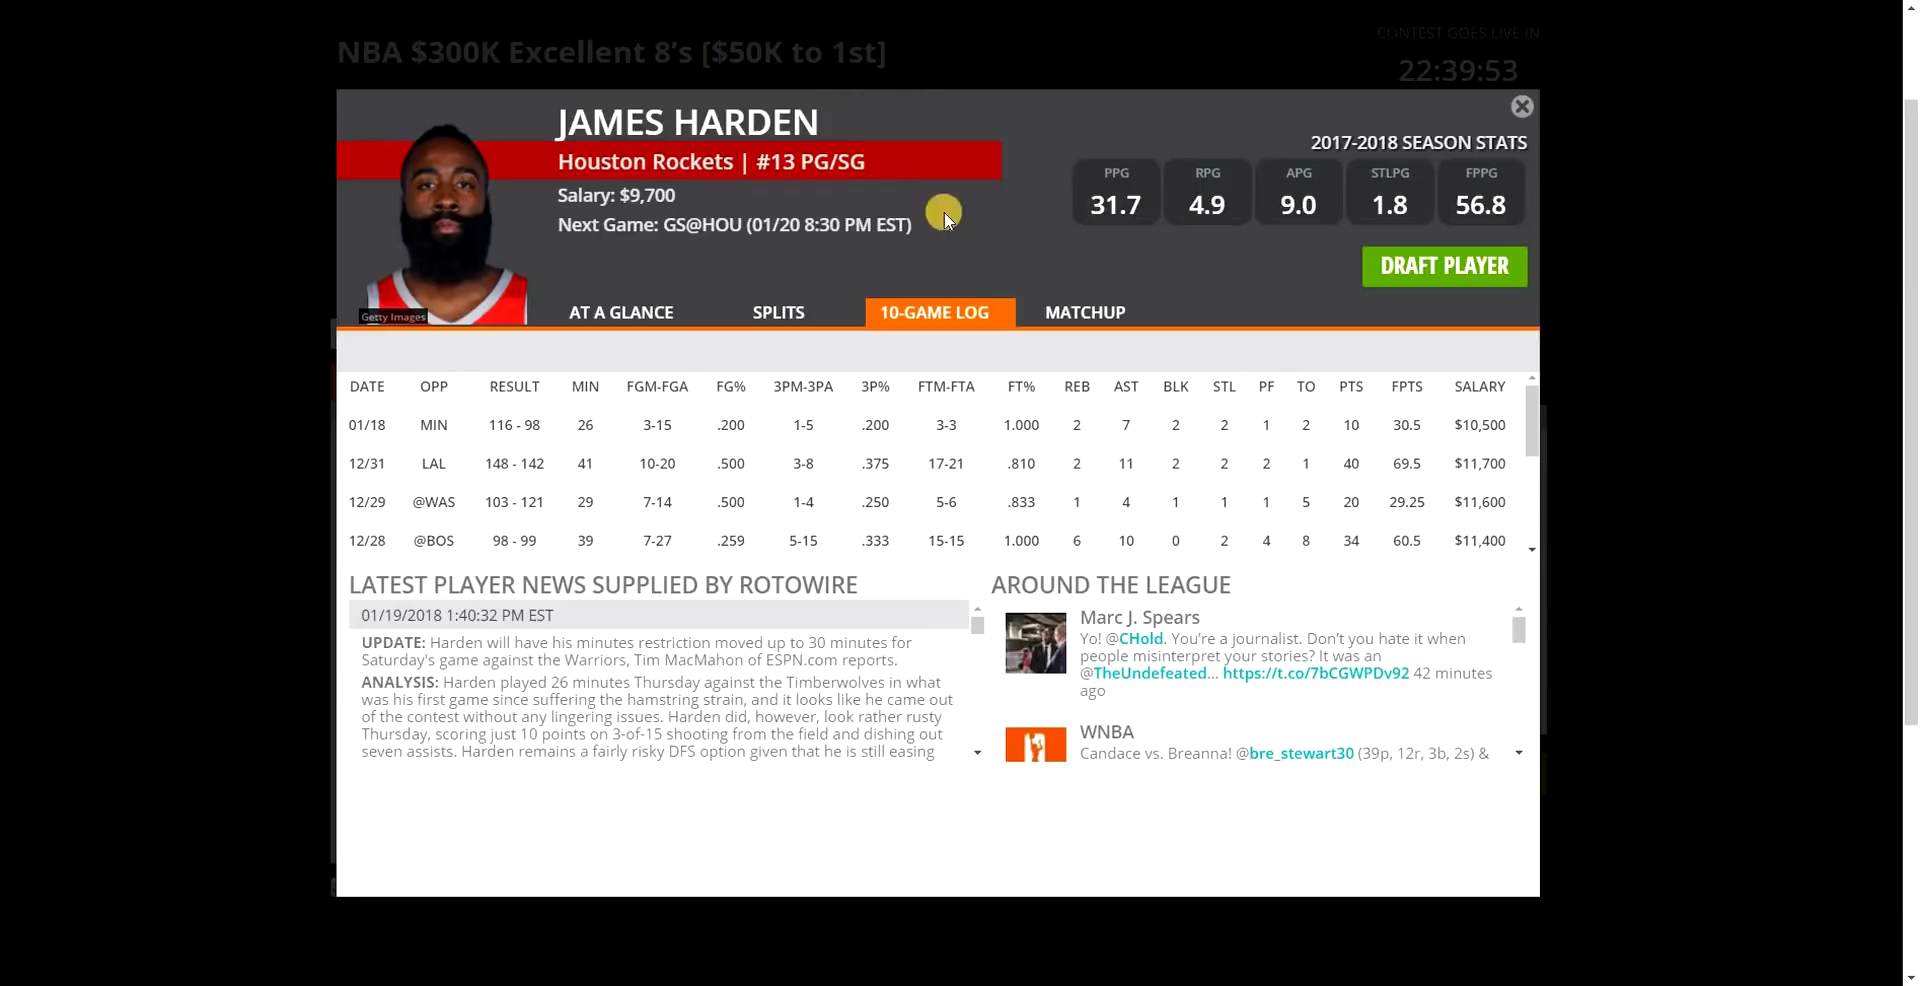 NBA $300K Excellent 8's [$50K to 1st]
CONTEST GOES LIVE IN
22:39:53
JAMES HARDEN
Houston Rockets | #13 PG/SG
Salary: $9,700
Next Game: GS@HOU (01/20 8:30 PM EST)
Getty Images
2017-2018 SEASON STATS
PPG RPG APG STLPG FPPG
31.7 4.9 9.0 1.8 56.8
DRAFT PLAYER
AT A GLANCE SPLITS 10-GAME LOG MATCHUP
DATE OPP RESULT MIN FGM-FGA FG% 3PM-3PA 3P% FTM-FTA FT% REB AST BLK STL PF TO PTS FPTS SALARY
01/18 MIN 116 - 98 26 3-15 .200 1-5 .200 3-3 1.000 2 7 2 2 1 2 10 30.5 $10,500
12/31 LAL 148 - 142 41 10-20 .500 3-8 .375 17-21 .810 2 11 2 2 2 1 40 69.5 $11,700
12/29 @WAS 103 - 121 29 7-14 .500 1-4 .250 5-6 .833 1 4 1 1 1 5 20 29.25 $11,600
12/28 @BOS 98 - 99 39 7-27 .259 5-15 .333 15-15 1.000 6 10 0 2 4 8 34 60.5 $11,400
LATEST PLAYER NEWS SUPPLIED BY ROTOWIRE
01/19/2018 1:40:32 PM EST
UPDATE: Harden will have his minutes restriction moved up to 30 minutes for
Saturday's game against the Warriors, Tim MacMahon of ESPN.com reports.
ANALYSIS: Harden played 26 minutes Thursday against the Timberwolves in what
was his first game since suffering the hamstring strain, and it looks like he came out
of the contest without any lingering issues. Harden did, however, look rather rusty
Thursday, scoring just 10 points on 3-of-15 shooting from the field and dishing out
seven assists. Harden remains a fairly risky DFS option given that he is still easing
AROUND THE LEAGUE
Marc J. Spears
Yo! @CHold. You're a journalist. Don't you hate it when
people misinterpret your stories? It was an
@TheUndefeated... https://t.co/7bCGWPDv92 42 minutes
ago
WNBA
Candace vs. Breanna! @bre_stewart30 (39p, 12r, 3b, 2s) &